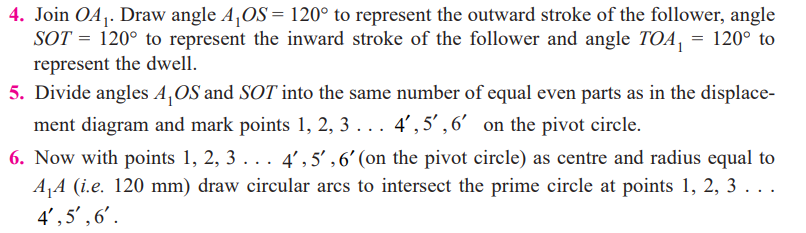 4. Join OA₁. Draw angle A₁OS = 120° to represent the outward stroke of the follower, angle
SOT = 120° to represent the inward stroke of the follower and angle TOA₁ = 120° to
represent the dwell.
5. Divide angles A₁OS and SOT into the same number of equal even parts as in the displace-
ment diagram and mark points 1, 2, 3 . . . 4′, 5′, 6′ on the pivot circle.
6. Now with points 1, 2, 3 . . . 4′, 5′, 6′ (on the pivot circle) as centre and radius equal to
A₁A (i.e. 120 mm) draw circular arcs to intersect the prime circle at points 1, 2, 3 . . .
4′, 5′, 6′.